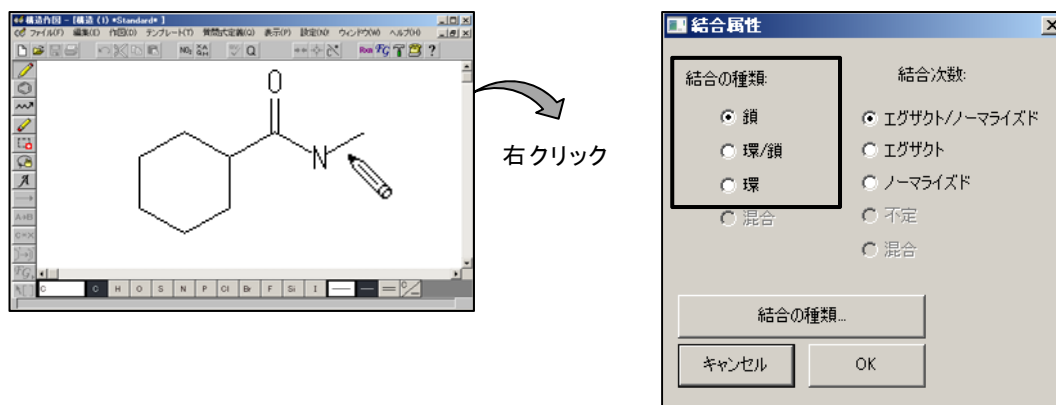 構造作図 - [構造 (1) *Standard* ]
ファイル(F) 編集(E) 作図(D) テンプレート(T) 質問式定義(Q) 表示(P) 設定(N) ウィンドウ(W) ヘルプ(H)
NO₂ Q Rxn FG T ?
O
N
A
A+B
C=X
FG
C C H O S N P Cl Br F Si I
右クリック
結合属性
結合の種類:
鎖
環/鎖
環
混合
結合次数:
エグザクト/ノーマライズド
エグザクト
ノーマライズド
不定
混合
結合の種類...
キャンセル OK